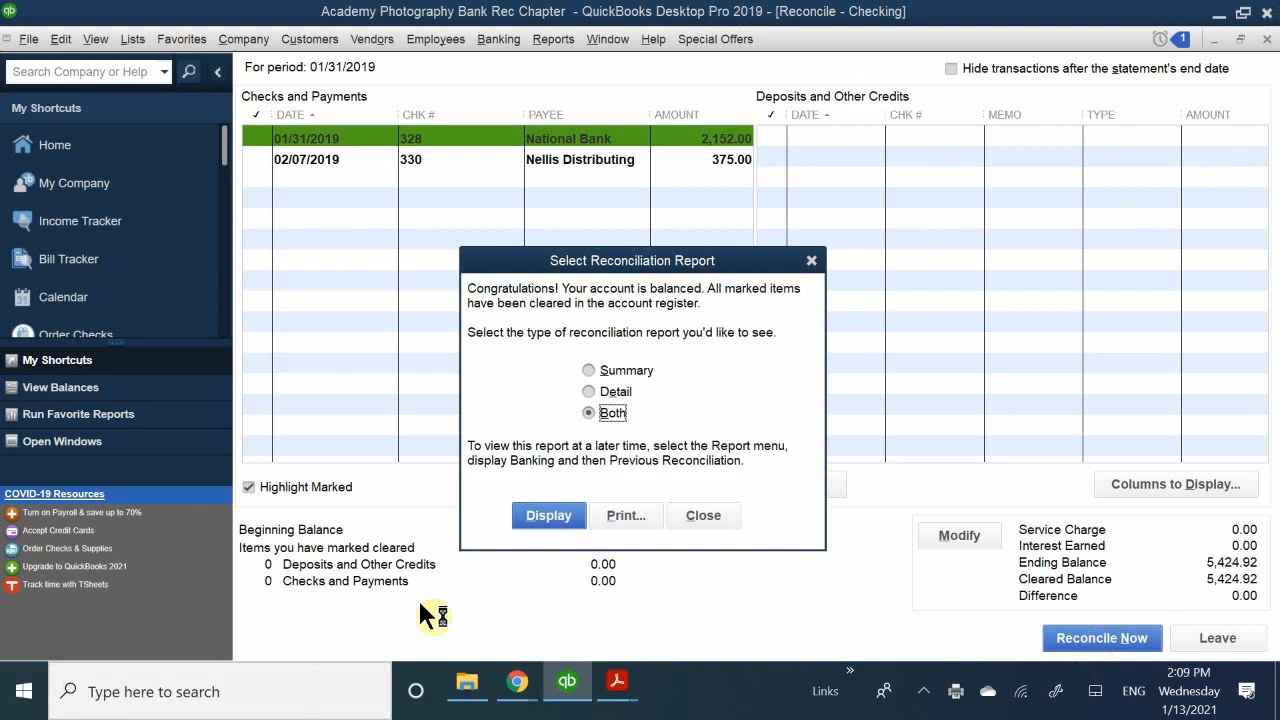 qb
Academy Photography Bank Rec Chapter - QuickBooks Desktop Pro 2019 - [Reconcile - Checking]
File Edit View Lists Favorites Company Customers Vendors Employees Banking Reports Window Help Special Offers
1
Search Company or Help
My Shortcuts
Home
My Company
Income Tracker
Bill Tracker
Calendar
Order Checks
My Shortcuts
View Balances
Run Favorite Reports
Open Windows
COVID-19 Resources
Turn on Payroll & save up to 70%
Accept Credit Cards
Order Checks & Supplies
Upgrade to QuickBooks 2021
Track time with TSheets
For period: 01/31/2019
Hide transactions after the statement's end date
Checks and Payments
DATE CHK # PAYEE AMOUNT
01/31/2019 328 National Bank 2,152.00
02/07/2019 330 Nellis Distributing 375.00
Deposits and Other Credits
DATE CHK # MEMO TYPE AMOUNT
Select Reconciliation Report
Congratulations! Your account is balanced. All marked items
have been cleared in the account register.
Select the type of reconciliation report you'd like to see.
Summary
Detail
Both
To view this report at a later time, select the Report menu,
display Banking and then Previous Reconciliation.
Display Print... Close
Highlight Marked
Columns to Display...
Beginning Balance
Items you have marked cleared
0 Deposits and Other Credits 0.00
0 Checks and Payments 0.00
Modify
Service Charge 0.00
Interest Earned 0.00
Ending Balance 5,424.92
Cleared Balance 5,424.92
Difference 0.00
Reconcile Now Leave
Type here to search
qb
Links
ENG
2:09 PM
Wednesday
1/13/2021